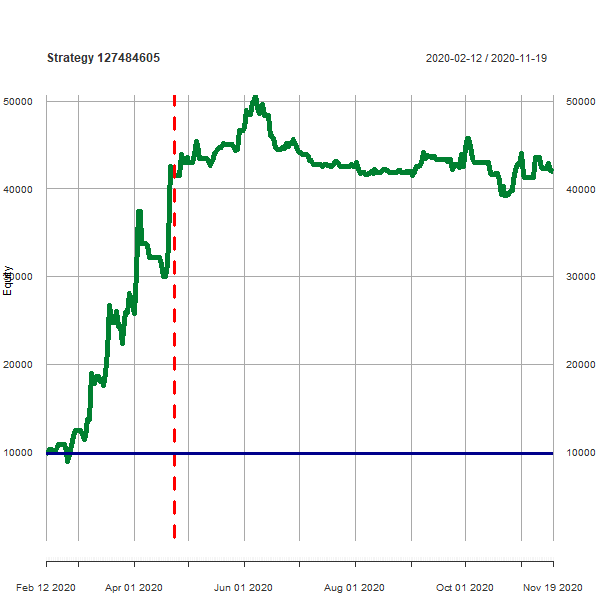 Strategy 127484605
2020-02-12 / 2020-11-19
50000
50000
40000
40000
Equity
30000
30000
20000
20000
10000
10000
Feb 12 2020
Apr 01 2020
Jun 01 2020
Aug 01 2020
Oct 01 2020
Nov 19 2020